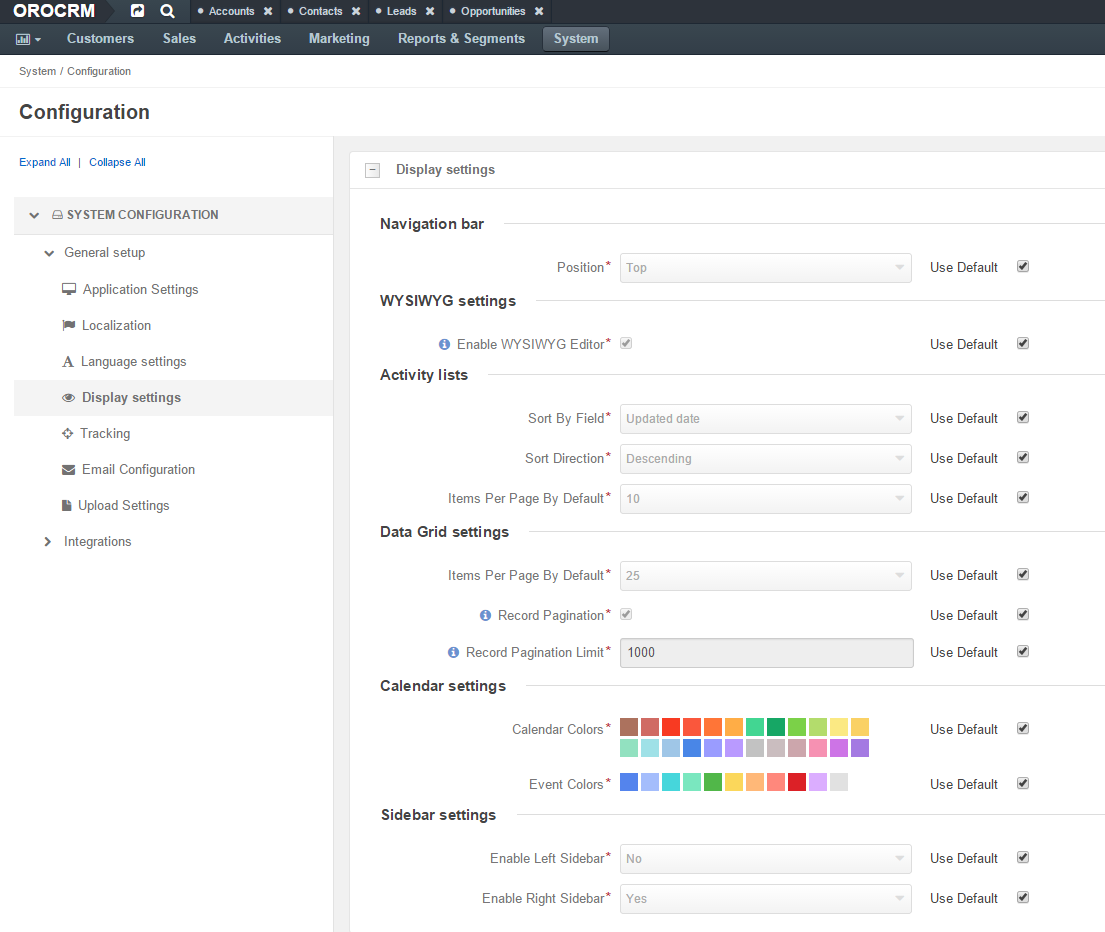 OROCRM Accounts Contacts Leads Opportunities
Customers Sales Activities Marketing Reports & Segments System
System / Configuration
Configuration
Expand All | Collapse All
SYSTEM CONFIGURATION
General setup
Application Settings
Localization
Language settings
Display settings
Tracking
Email Configuration
Upload Settings
Integrations
Display settings
Navigation bar
Position* Top Use Default
WYSIWYG settings
Enable WYSIWYG Editor* Use Default
Activity lists
Sort By Field* Updated date Use Default
Sort Direction* Descending Use Default
Items Per Page By Default* 10 Use Default
Data Grid settings
Items Per Page By Default* 25 Use Default
Record Pagination* Use Default
Record Pagination Limit* 1000 Use Default
Calendar settings
Calendar Colors* Use Default
Event Colors* Use Default
Sidebar settings
Enable Left Sidebar* No Use Default
Enable Right Sidebar* Yes Use Default